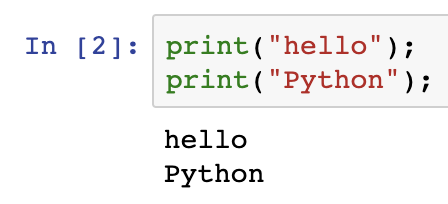 In [2]: print("hello");
print("Python");
hello
Python